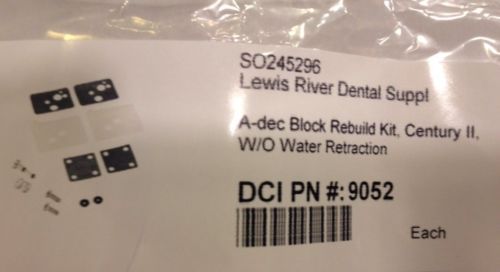 SO245296
Lewis River Dental Suppl
A-dec Block Rebuild Kit, Century II,
W/O Water Retraction
DCI PN #: 9052
Each